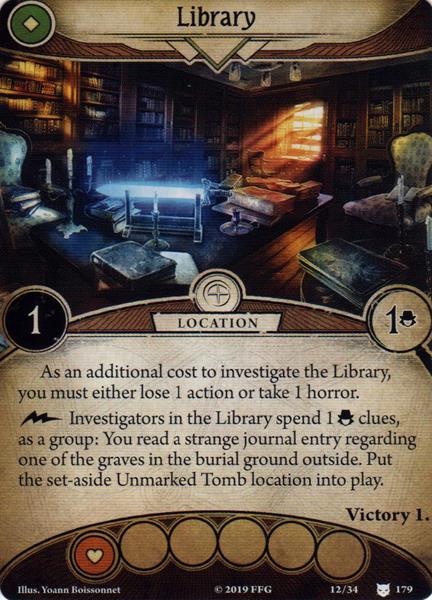 Library
1
1
LOCATION
As an additional cost to investigate the Library,
you must either lose 1 action or take 1 horror.
Investigators in the Library spend 1 clues,
as a group: You read a strange journal entry regarding
one of the graves in the burial ground outside. Put
the set-aside Unmarked Tomb location into play.
Victory 1.
Illus. Yoann Boissonnet
© 2019 FFG
12/34
179